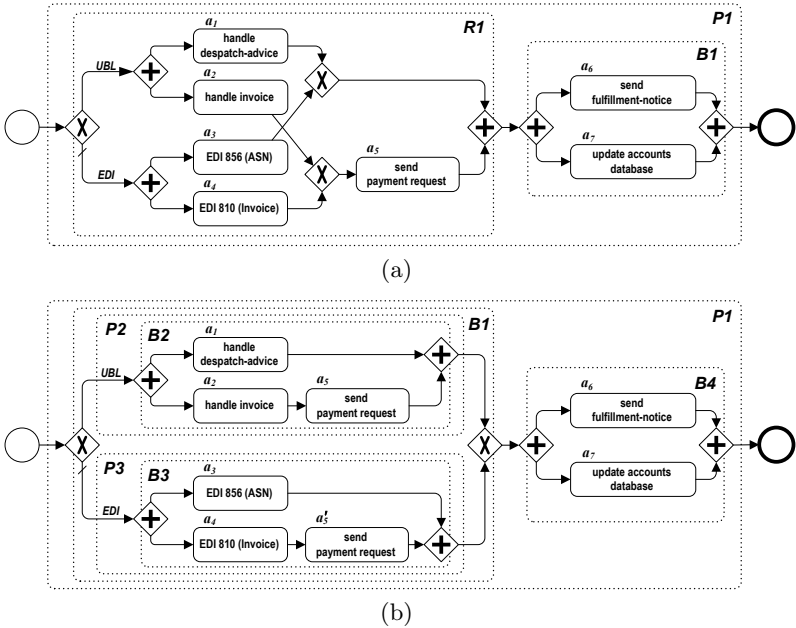 P1
R1
B1
a1
handle
despatch-advice
UBL
a2
handle invoice
a3
EDI 856 (ASN)
EDI
a4
EDI 810 (Invoice)
a5
send
payment request
a6
send
fulfillment-notice
a7
update accounts
database
(a)
P1
P2
B2
B1
a1
handle
despatch-advice
UBL
a2
handle invoice
a5
send
payment request
B4
a6
send
fulfillment-notice
a7
update accounts
database
P3
B3
a3
EDI 856 (ASN)
EDI
a4
EDI 810 (Invoice)
a5'
send
payment request
(b)